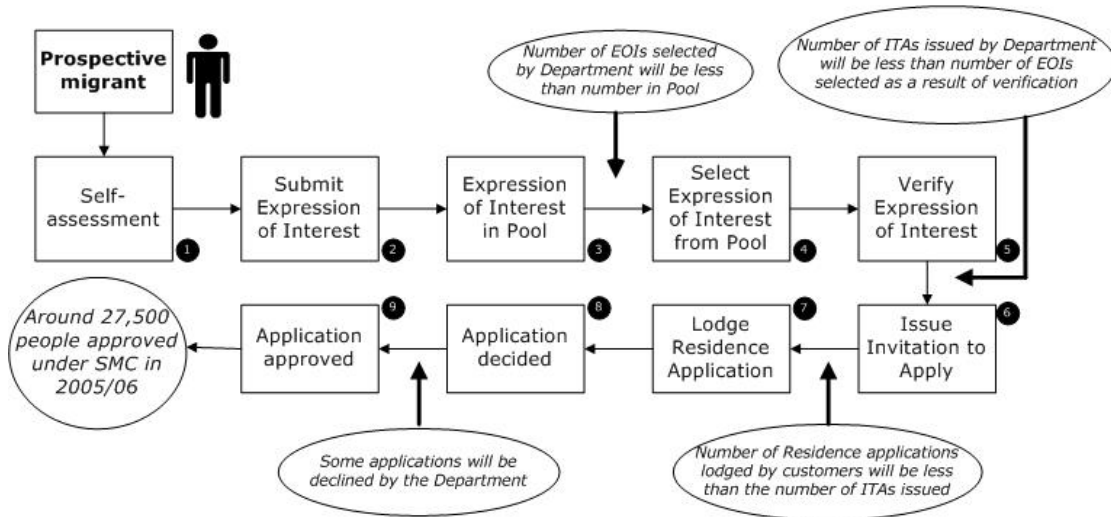 Prospective
migrant
Number of EOIs selected
by Department will be less
than number in Pool
Number of ITAs issued by Department
will be less than number of EOIs
selected as a result of verification
Self-
assessment
1
Submit
Expression
of Interest
2
Expression
of Interest
in Pool
3
Select
Expression
of Interest
from Pool
4
Verify
Expression
of Interest
5
Issue
Invitation to
Apply
6
Lodge
Residence
Application
7
Application
decided
8
Application
approved
9
Around 27,500
people approved
under SMC in
2005/06
Some applications will be
declined by the Department
Number of Residence applications
lodged by customers will be less
than the number of ITAs issued